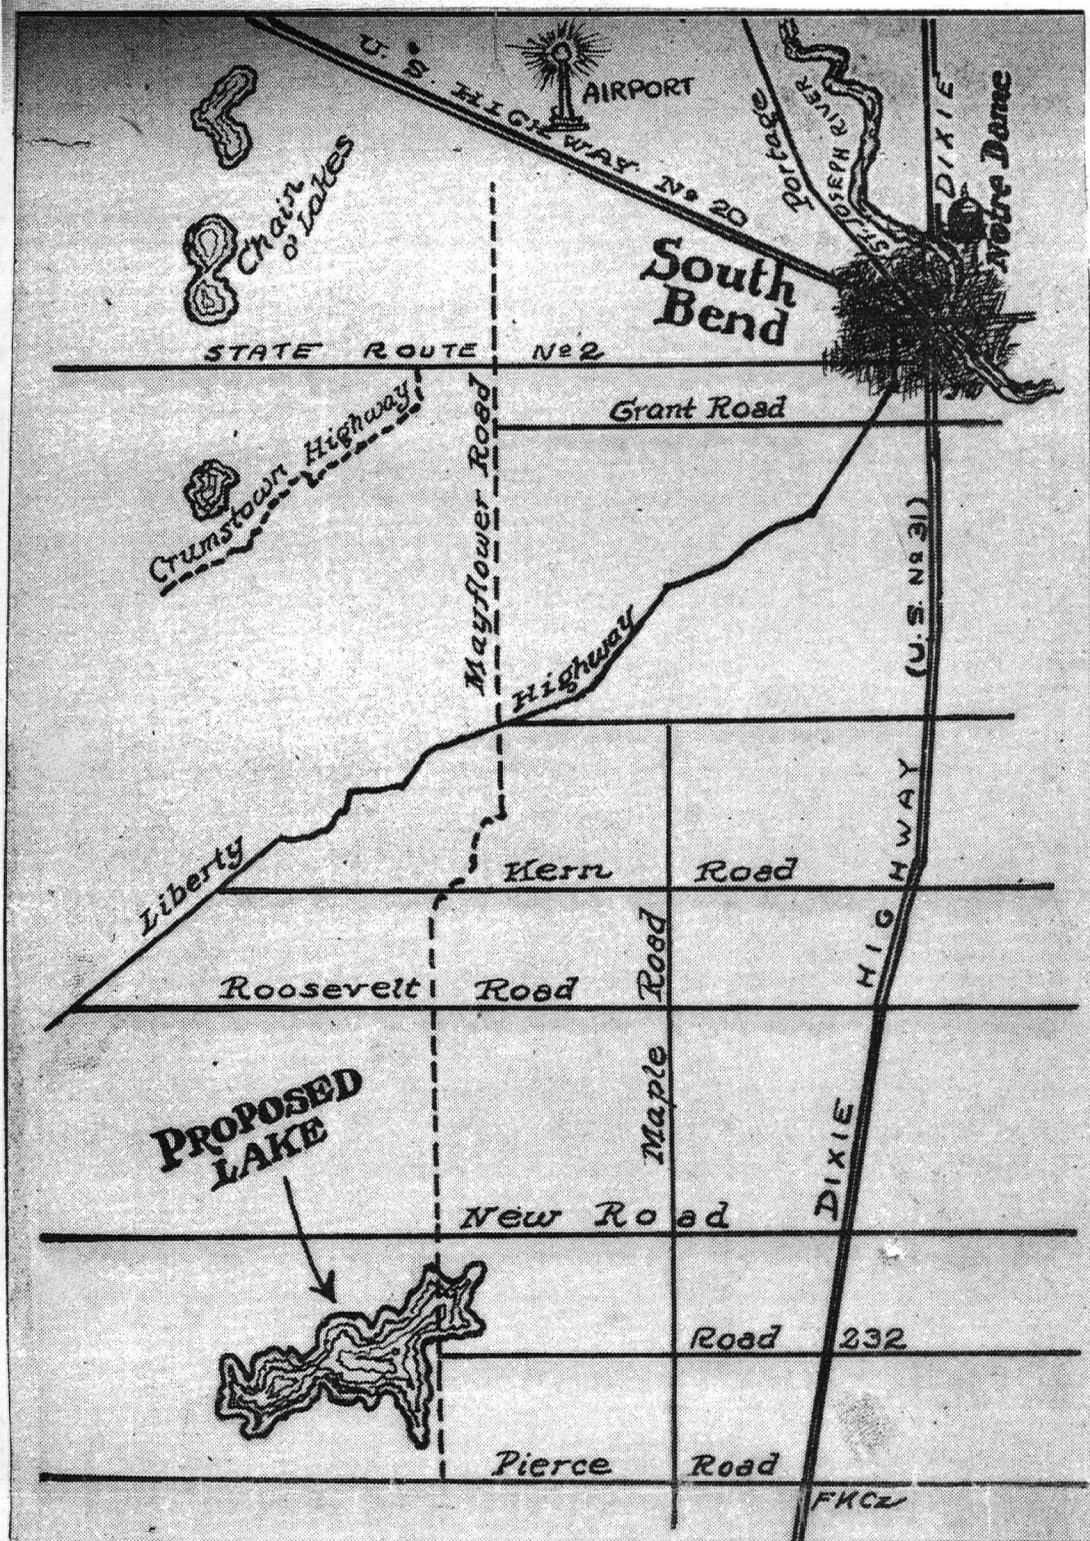 U. S. HIGHWAY No 20
AIRPORT
Portage
ST. JOSEPH RIVER
DIXIE
Notre Dame
Chain
O Lakes
South
Bend
STATE ROUTE No 2
Grant Road
Crumstown Highway
Mayflower Road
(U.S. No 31)
Liberty Highway
Kern Road
Roosevelt Road
Maple Road
DIXIE HIGHWAY
PROPOSED
LAKE
New Road
Road 232
Pierce Road